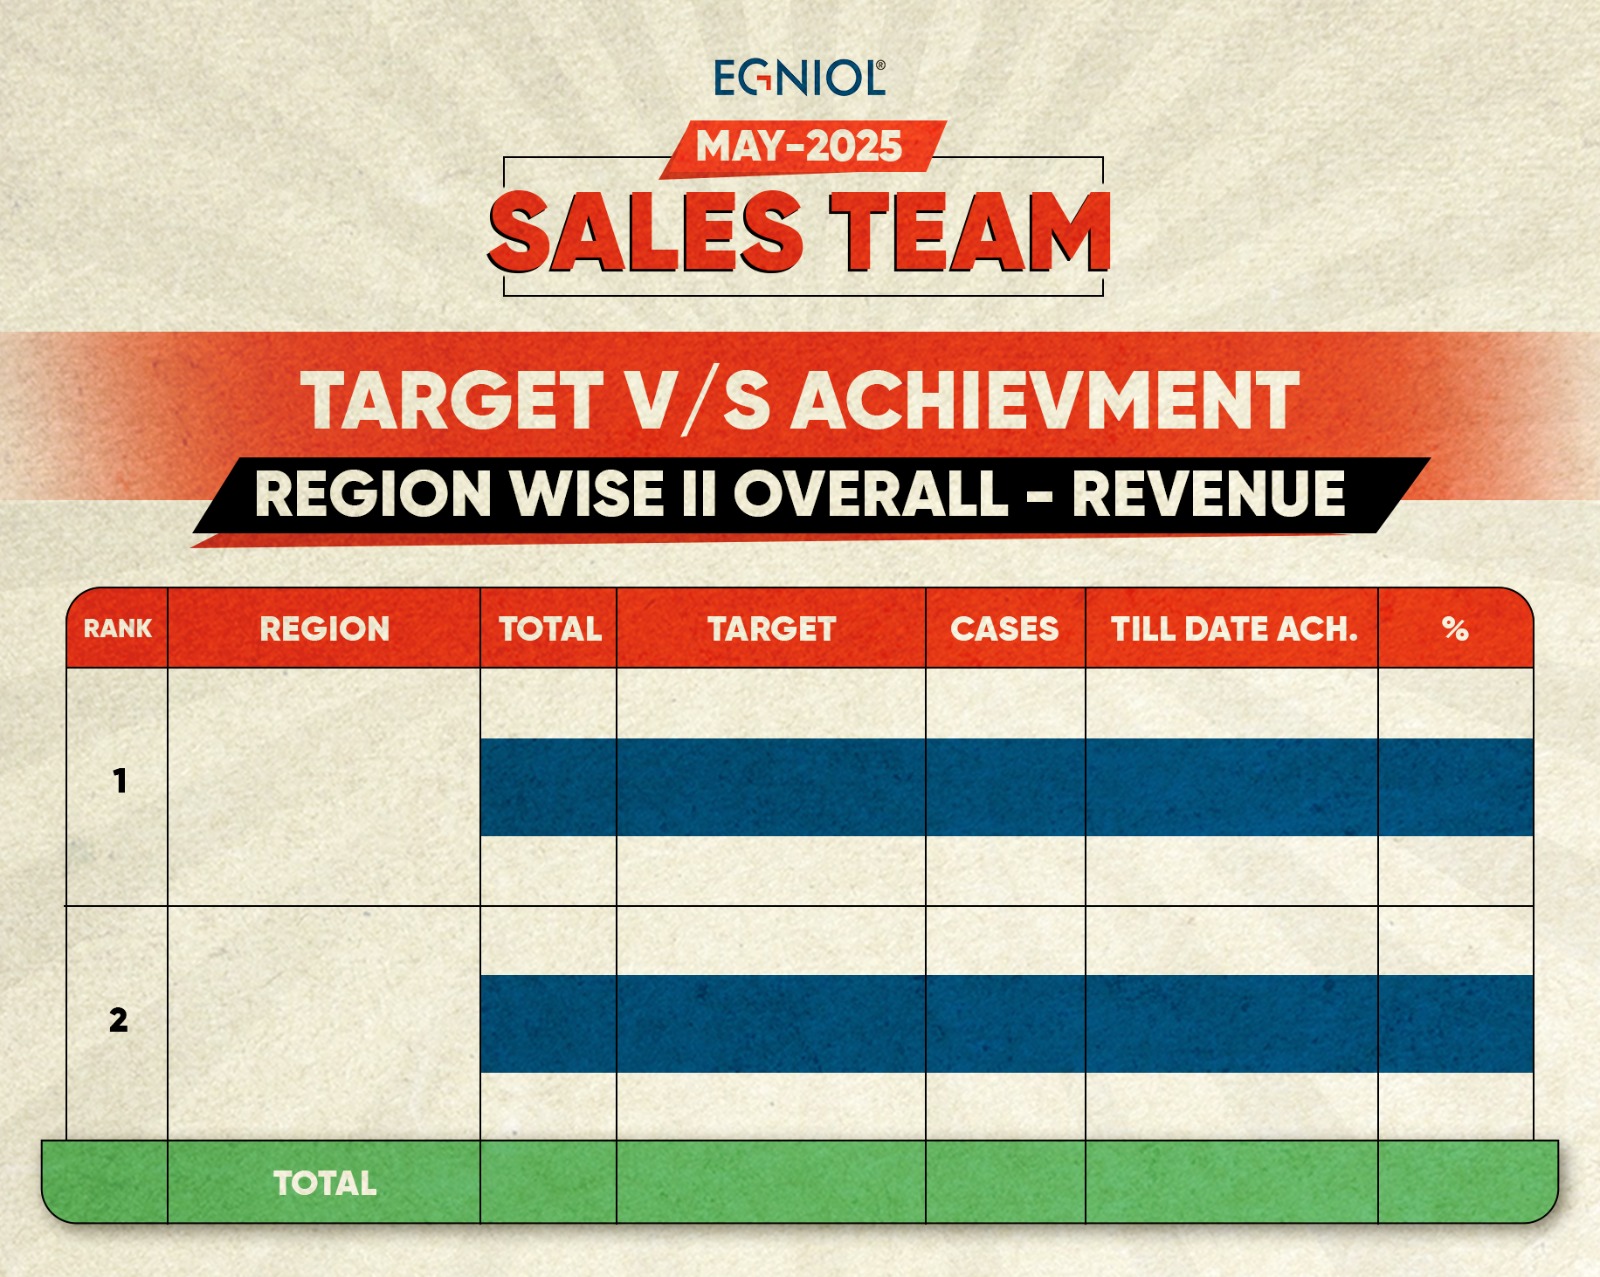 EGNIOL®
MAY-2025
SALES TEAM
TARGET V/S ACHIEVMENT
REGION WISE II OVERALL - REVENUE
RANK REGION TOTAL TARGET CASES TILL DATE ACH. %
1
2
TOTAL